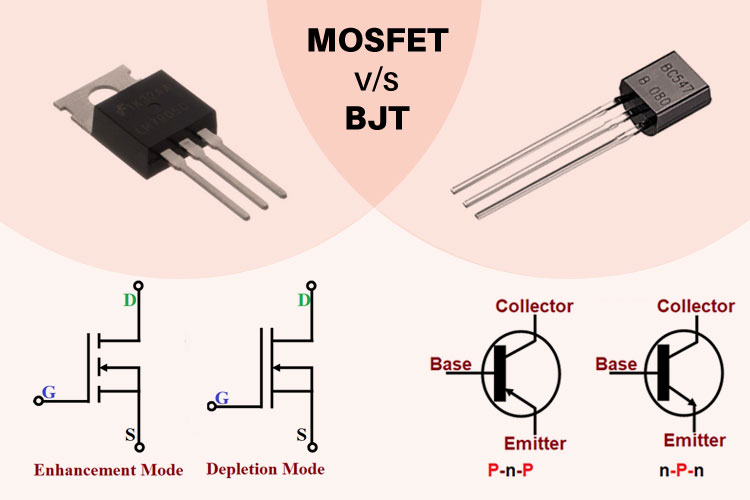 MOSFET
v/s
BJT
BC547
B 080
D
G
S
Enhancement Mode
D
G
S
Depletion Mode
Collector
Base
Emitter
P-n-P
Collector
Base
Emitter
n-P-n